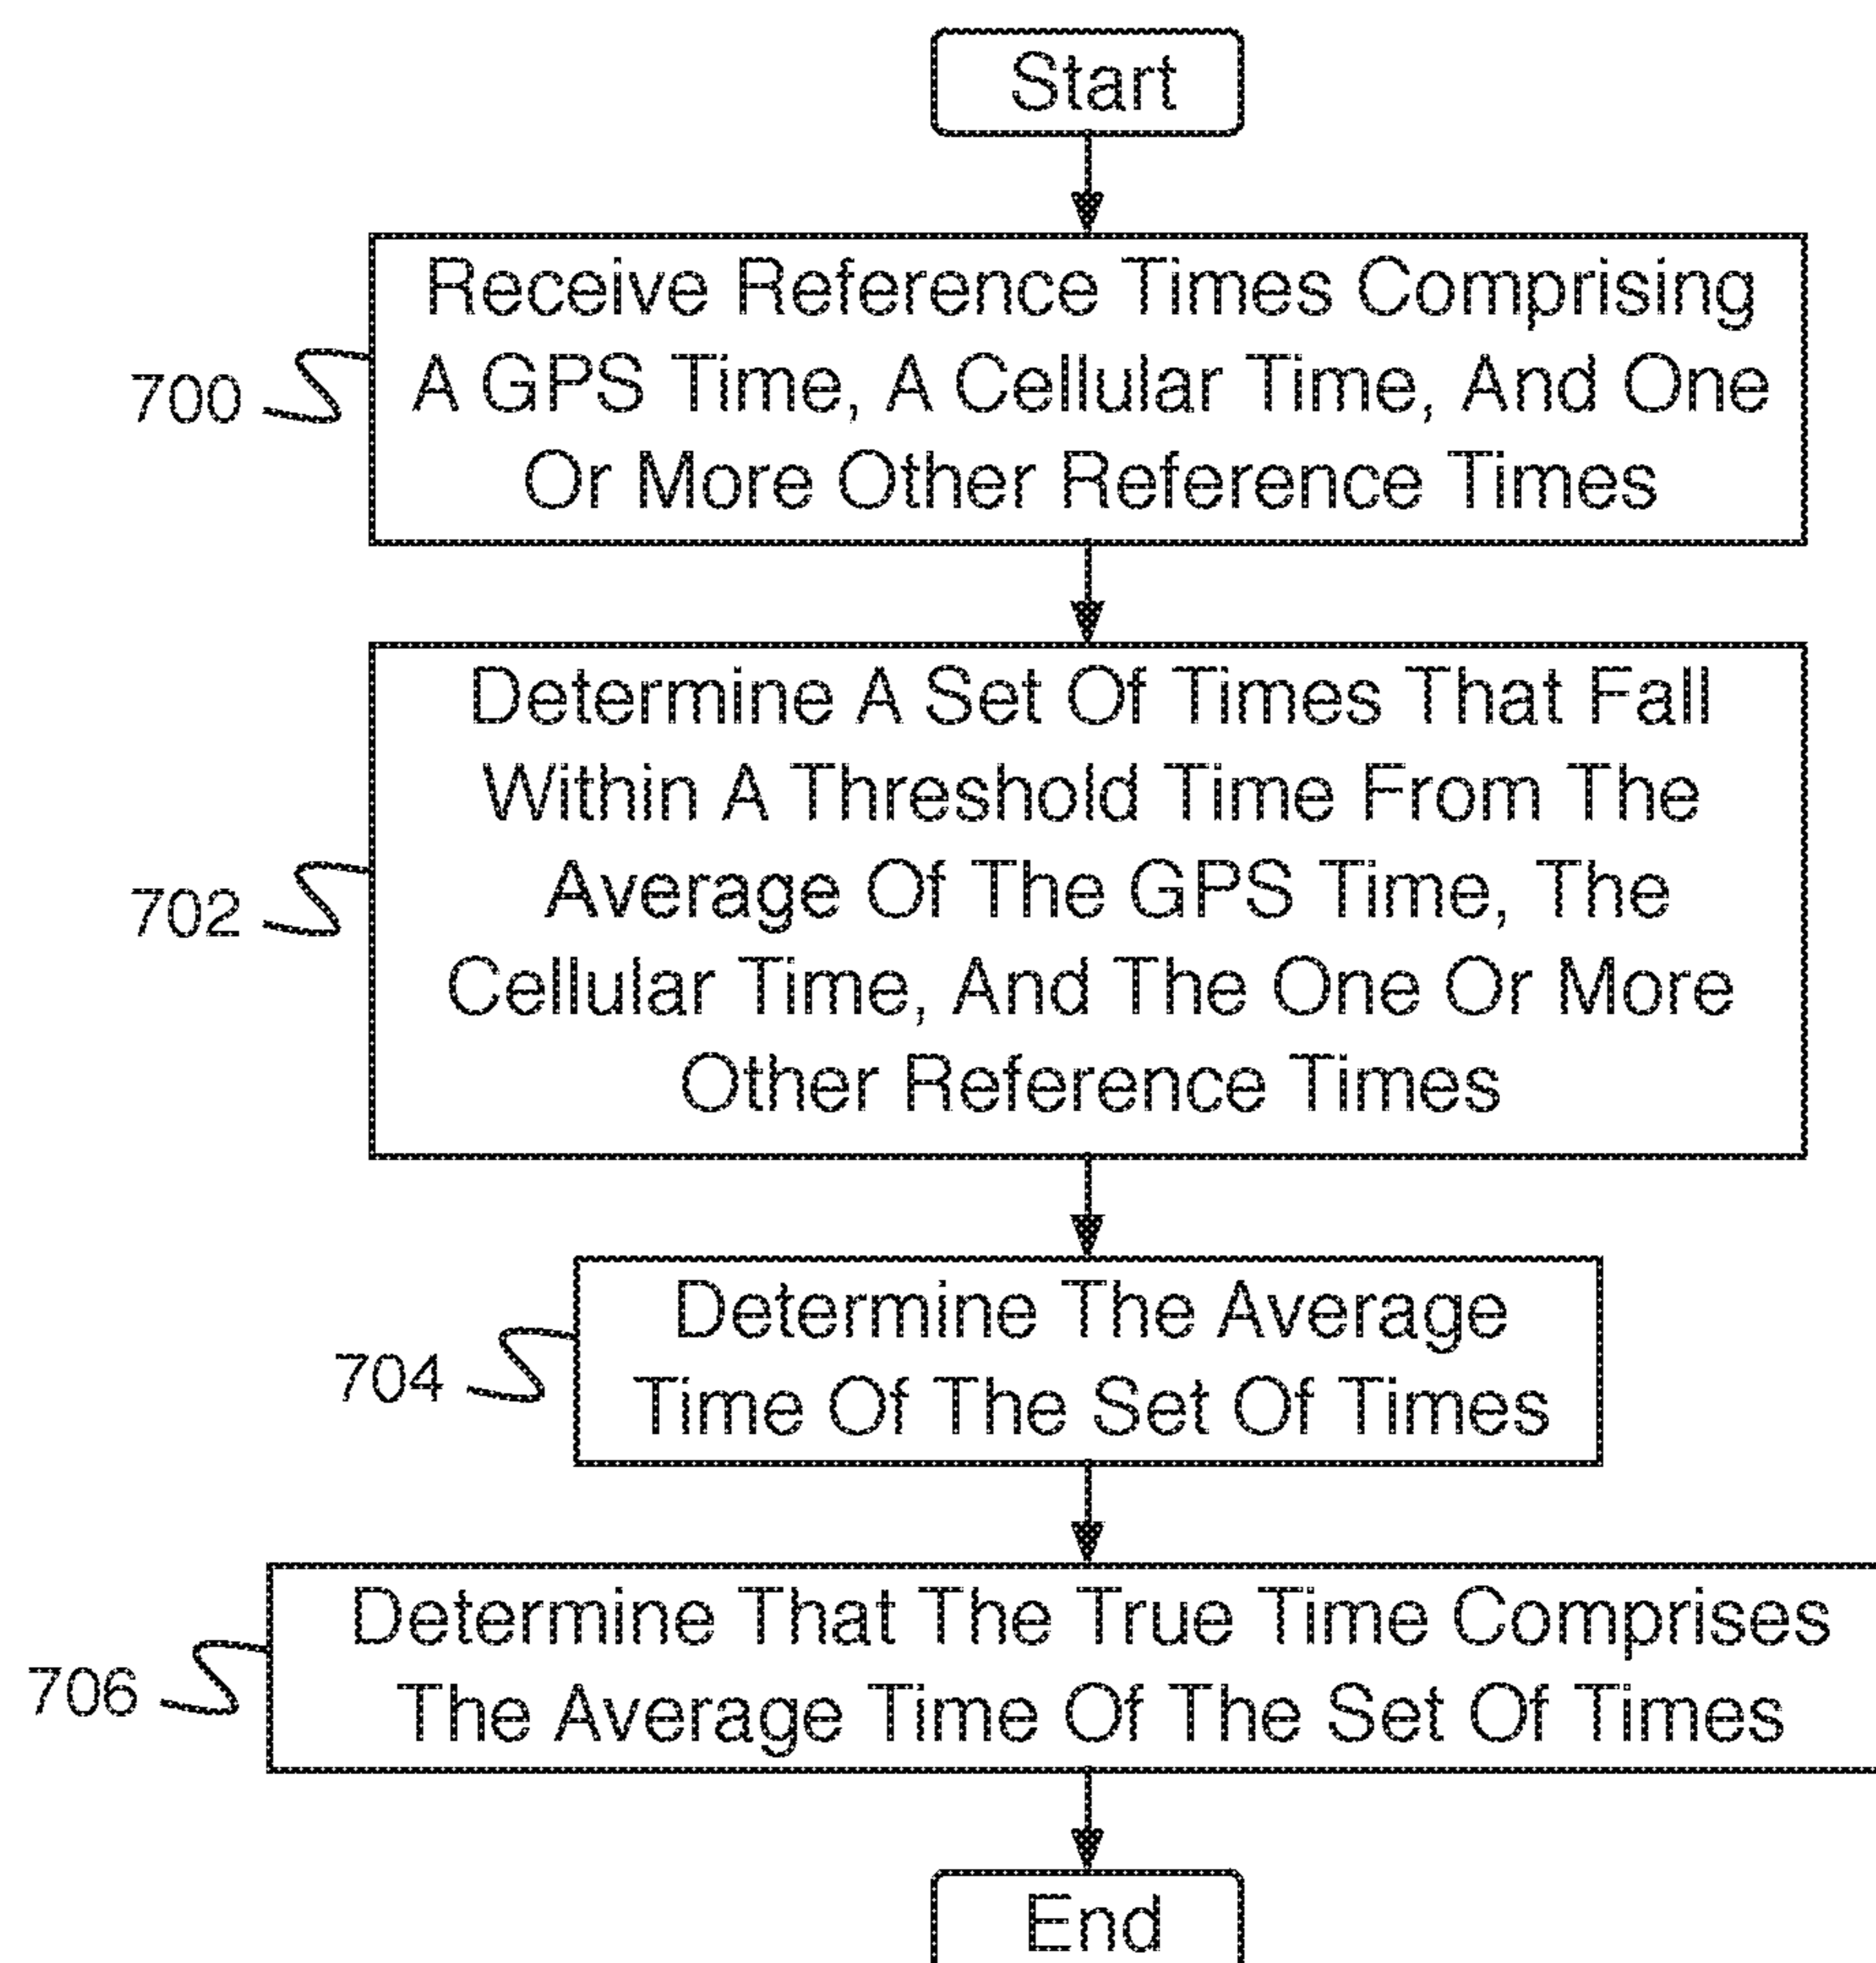 Start
Receive Reference Times Comprising
A GPS Time, A Cellular Time, And One
Or More Other Reference Times
700
Determine A Set Of Times That Fall
Within A Threshold Time From The
Average Of The GPS Time, The
Cellular Time, And The One Or More
Other Reference Times
702
Determine The Average
Time Of The Set Of Times
704
Determine That The True Time Comprises
The Average Time Of The Set Of Times
706
End